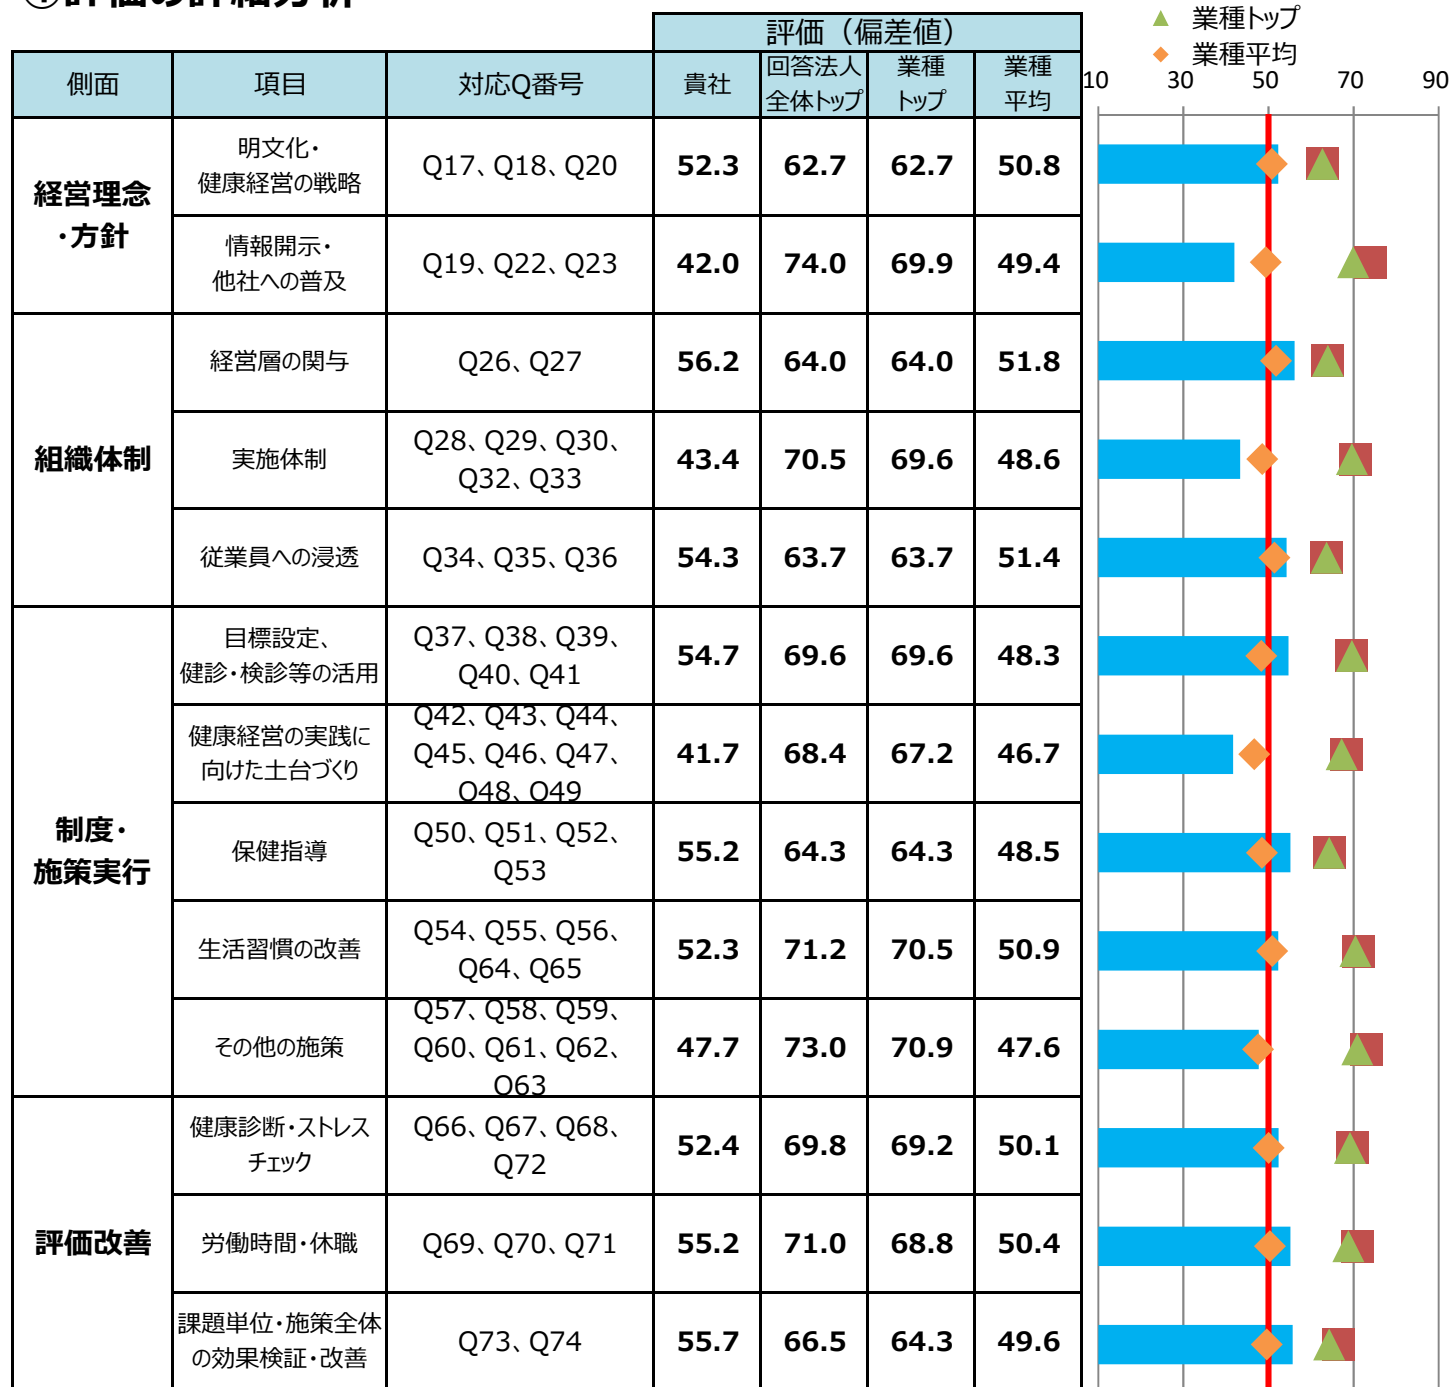 ①評価の詳細分析
業種トップ
業種平均
評価（偏差値）
側面 項目 対応Q番号 貴社 回答法人全体トップ 業種トップ 業種平均
10 30 50 70 90
経営理念・方針
明文化・健康経営の戦略 Q17、Q18、Q20 52.3 62.7 62.7 50.8
情報開示・他社への普及 Q19、Q22、Q23 42.0 74.0 69.9 49.4
組織体制
経営層の関与 Q26、Q27 56.2 64.0 64.0 51.8
実施体制 Q28、Q29、Q30、Q32、Q33 43.4 70.5 69.6 48.6
従業員への浸透 Q34、Q35、Q36 54.3 63.7 63.7 51.4
制度・施策実行
目標設定、健診・検診等の活用 Q37、Q38、Q39、Q40、Q41 54.7 69.6 69.6 48.3
健康経営の実践に向けた土台づくり Q42、Q43、Q44、Q45、Q46、Q47、Q48、Q49 41.7 68.4 67.2 46.7
保健指導 Q50、Q51、Q52、Q53 55.2 64.3 64.3 48.5
生活習慣の改善 Q54、Q55、Q56、Q64、Q65 52.3 71.2 70.5 50.9
その他の施策 Q57、Q58、Q59、Q60、Q61、Q62、Q63 47.7 73.0 70.9 47.6
評価改善
健康診断・ストレスチェック Q66、Q67、Q68、Q72 52.4 69.8 69.2 50.1
労働時間・休職 Q69、Q70、Q71 55.2 71.0 68.8 50.4
課題単位・施策全体の効果検証・改善 Q73、Q74 55.7 66.5 64.3 49.6